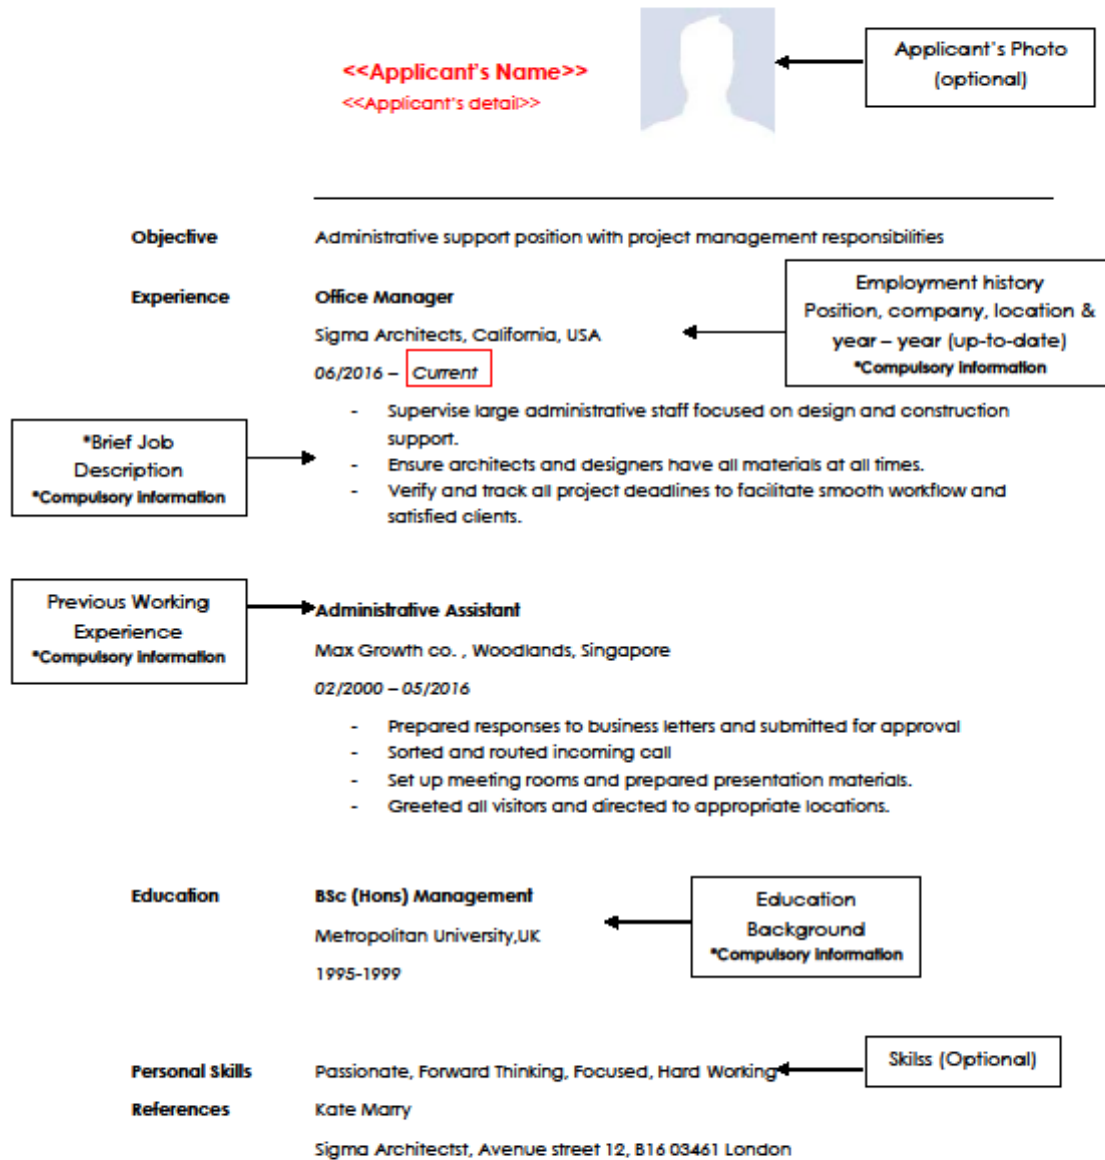 <<Applicant's Name>>
<<Applicant's detail>>
Applicant's Photo
(optional)
Objective Administrative support position with project management responsibilities
Experience Office Manager
Sigma Architects, California, USA
06/2016 – Current
Employment history
Position, company, location &
year – year (up-to-date)
*Compulsory Information
- Supervise large administrative staff focused on design and construction
support.
- Ensure architects and designers have all materials at all times.
- Verify and track all project deadlines to facilitate smooth workflow and
satisfied clients.
*Brief Job
Description
*Compulsory Information
Previous Working
Experience
*Compulsory Information
Administrative Assistant
Max Growth co. , Woodlands, Singapore
02/2000 – 05/2016
- Prepared responses to business letters and submitted for approval
- Sorted and routed incoming call
- Set up meeting rooms and prepared presentation materials.
- Greeted all visitors and directed to appropriate locations.
Education BSc (Hons) Management
Metropolitan University,UK
1995-1999
Education
Background
*Compulsory Information
Personal Skills Passionate, Forward Thinking, Focused, Hard Working
Skilss (Optional)
References Kate Marry
Sigma Architectst, Avenue street 12, B16 03461 London